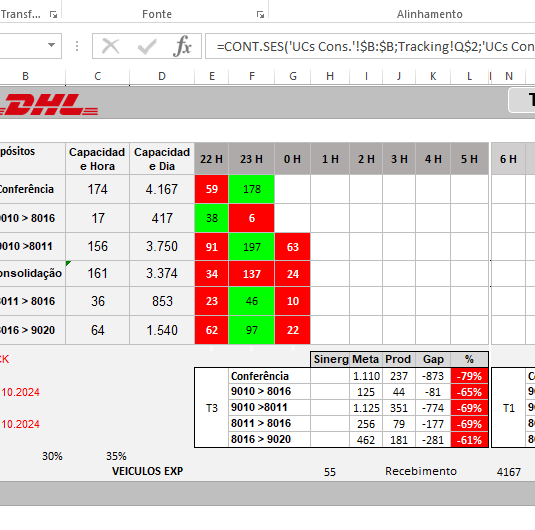 Transf...
Fonte
Alinhamento
fx =CONT.SES('UCs Cons.'!$B:$B;Tracking!Q$2;'UCs Con
B C D E F G H I J K L N
DHL T
pósitos Capacidad e Hora Capacidad e Dia 22 H 23 H 0 H 1 H 2 H 3 H 4 H 5 H 6 H
Conferência 174 4.167 59 178
9010 > 8016 17 417 38 6
9010 >8011 156 3.750 91 197 63
onsolidação 161 3.374 34 137 24
8011 > 8016 36 853 23 46 10
8016 > 9020 64 1.540 62 97 22
CK
Sinerg Meta Prod Gap %
Conferência 1.110 237 -873 -79%
10.2024 9010 > 8016 125 44 -81 -65%
T3 9010 >8011 1.125 351 -774 -69% T1
10.2024 8011 > 8016 256 79 -177 -69%
8016 > 9020 462 181 -281 -61%
30% 35%
VEICULOS EXP 55 Recebimento 4167